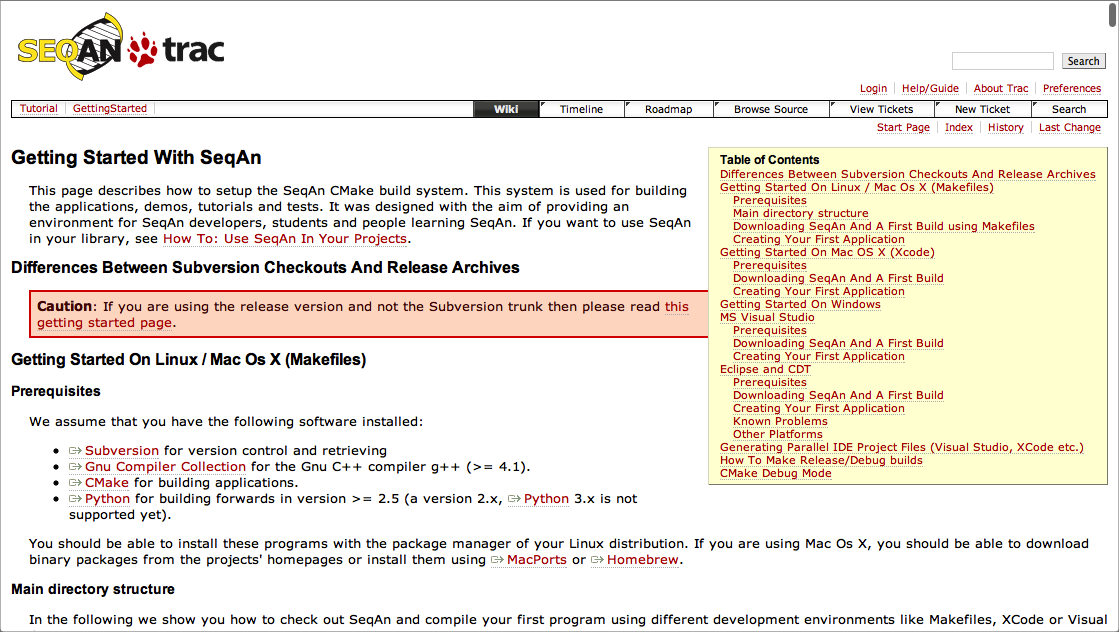 SEQAN trac
Search
Login Help/Guide About Trac Preferences
Tutorial GettingStarted Wiki Timeline Roadmap Browse Source View Tickets New Ticket Search
Start Page Index History Last Change
Getting Started With SeqAn
This page describes how to setup the SeqAn CMake build system. This system is used for building
the applications, demos, tutorials and tests. It was designed with the aim of providing an
environment for SeqAn developers, students and people learning SeqAn. If you want to use SeqAn
in your library, see How To: Use SeqAn In Your Projects.
Differences Between Subversion Checkouts And Release Archives
Caution: If you are using the release version and not the Subversion trunk then please read this
getting started page.
Table of Contents
Differences Between Subversion Checkouts And Release Archives
Getting Started On Linux / Mac Os X (Makefiles)
Prerequisites
Main directory structure
Downloading SeqAn And A First Build using Makefiles
Creating Your First Application
Getting Started On Mac OS X (Xcode)
Prerequisites
Downloading SeqAn And A First Build
Creating Your First Application
Getting Started On Windows
MS Visual Studio
Prerequisites
Downloading SeqAn And A First Build
Creating Your First Application
Eclipse and CDT
Prerequisites
Downloading SeqAn And A First Build
Creating Your First Application
Known Problems
Other Platforms
Generating Parallel IDE Project Files (Visual Studio, XCode etc.)
How To Make Release/Debug builds
CMake Debug Mode
Getting Started On Linux / Mac Os X (Makefiles)
Prerequisites
We assume that you have the following software installed:
Subversion for version control and retrieving
Gnu Compiler Collection for the Gnu C++ compiler g++ (>= 4.1).
CMake for building applications.
Python for building forwards in version >= 2.5 (a version 2.x, Python 3.x is not
supported yet).
You should be able to install these programs with the package manager of your Linux distribution. If you are using Mac Os X, you should be able to download
binary packages from the projects' homepages or install them using MacPorts or Homebrew.
Main directory structure
In the following we show you how to check out SeqAn and compile your first program using different development environments like Makefiles, XCode or Visual